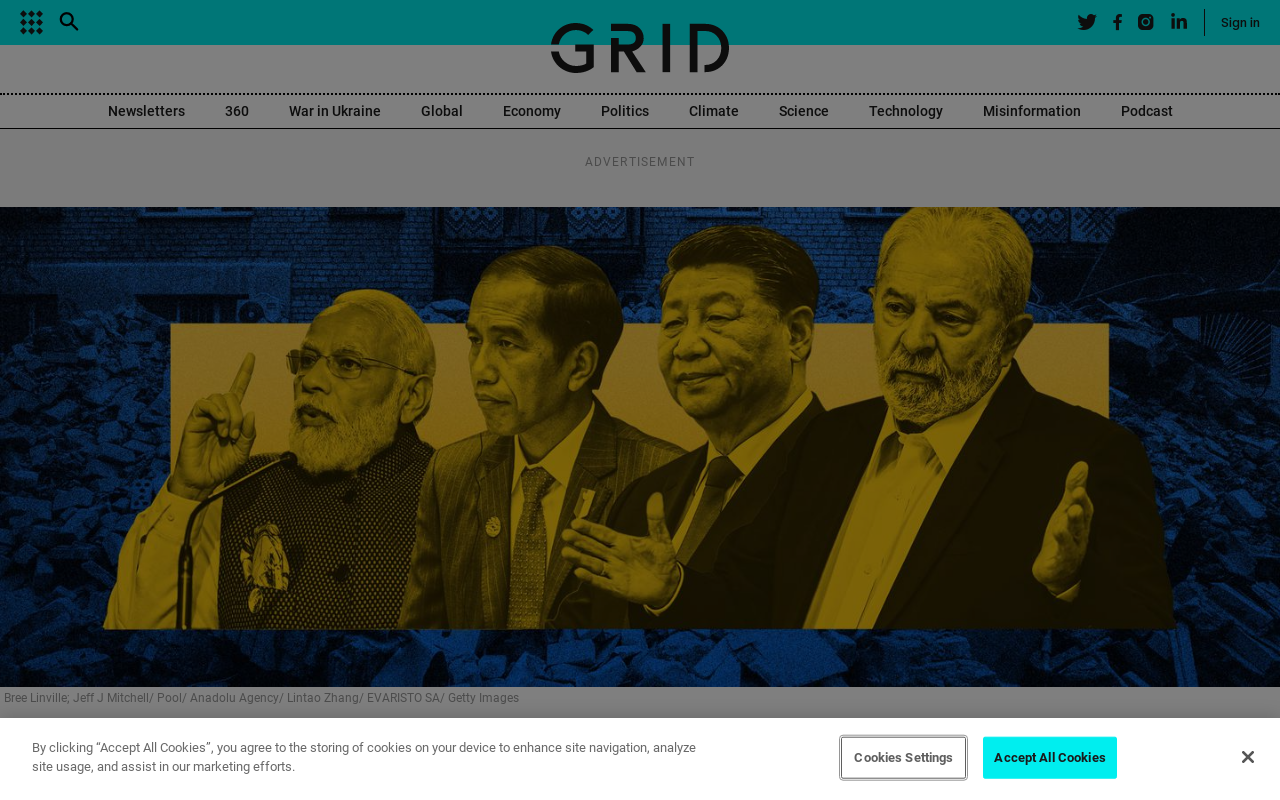 GRID
Sign in
Newsletters 360 War in Ukraine Global Economy Politics Climate Science Technology Misinformation Podcast
ADVERTISEMENT
Bree Linville; Jeff J Mitchell/ Pool/ Anadolu Agency/ Lintao Zhang/ EVARISTO SA/ Getty Images
By clicking “Accept All Cookies”, you agree to the storing of cookies on your device to enhance site navigation, analyze
site usage, and assist in our marketing efforts.
Cookies Settings
Accept All Cookies